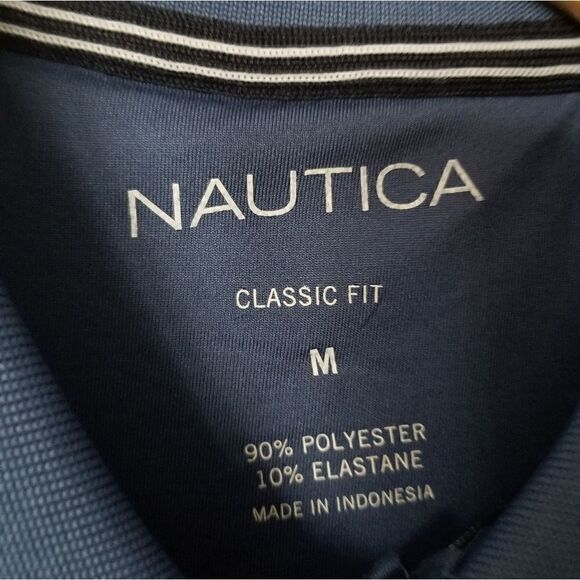 NAUTICA
CLASSIC FIT
M
90% POLYESTER
10% ELASTANE
MADE IN INDONESIA